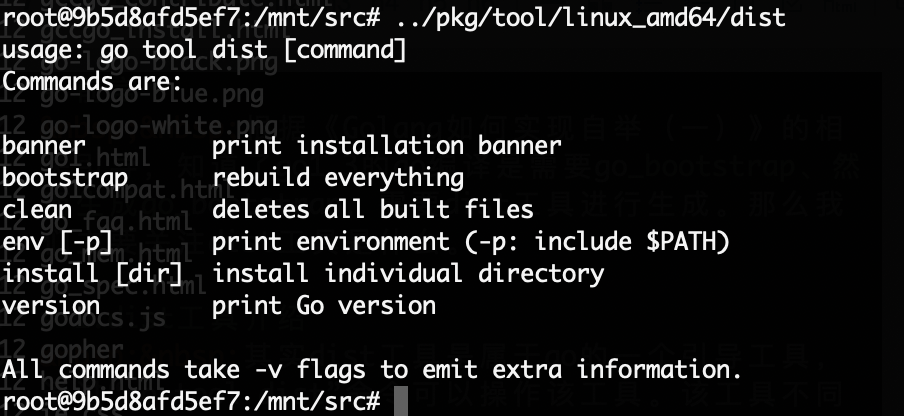 root@9b5d8afd5ef7:/mnt/src# ../pkg/tool/linux_amd64/dist
usage: go tool dist [command]
Commands are:
banner print installation banner
bootstrap rebuild everything
clean deletes all built files
env [-p] print environment (-p: include $PATH)
install [dir] install individual directory
version print Go version
All commands take -v flags to emit extra information.
root@9b5d8afd5ef7:/mnt/src#